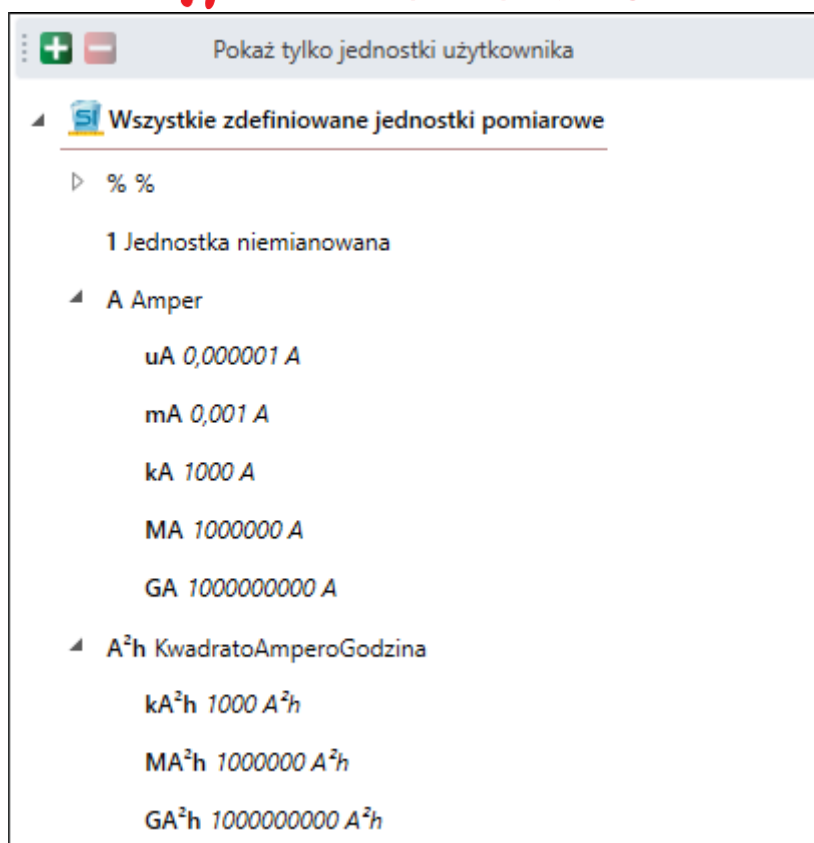 Pokaż tylko jednostki użytkownika
SI Wszystkie zdefiniowane jednostki pomiarowe
% %
1 Jednostka niemianowana
A Amper
uA 0,000001 A
mA 0,001 A
kA 1000 A
MA 1000000 A
GA 1000000000 A
A²h KwadratoAmperoGodzina
kA²h 1000 A²h
MA²h 1000000 A²h
GA²h 1000000000 A²h